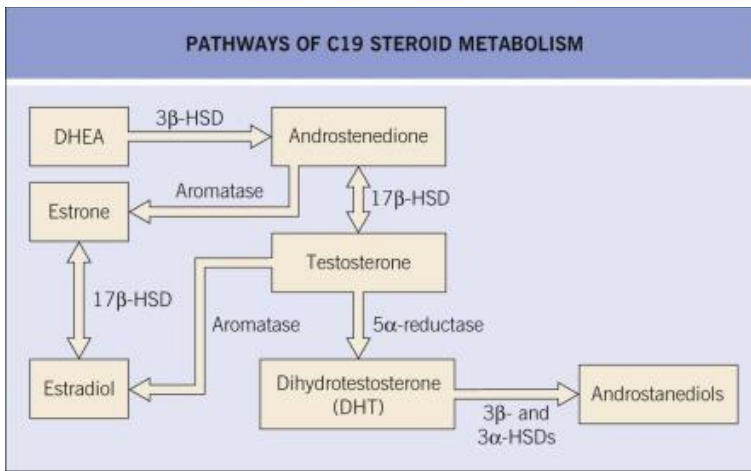 PATHWAYS OF C19 STEROID METABOLISM
DHEA
3β-HSD
Androstenedione
Aromatase
17β-HSD
Estrone
Testosterone
17β-HSD
Aromatase
5α-reductase
Estradiol
Dihydrotestosterone
(DHT)
3β- and
3α-HSDs
Androstanediols